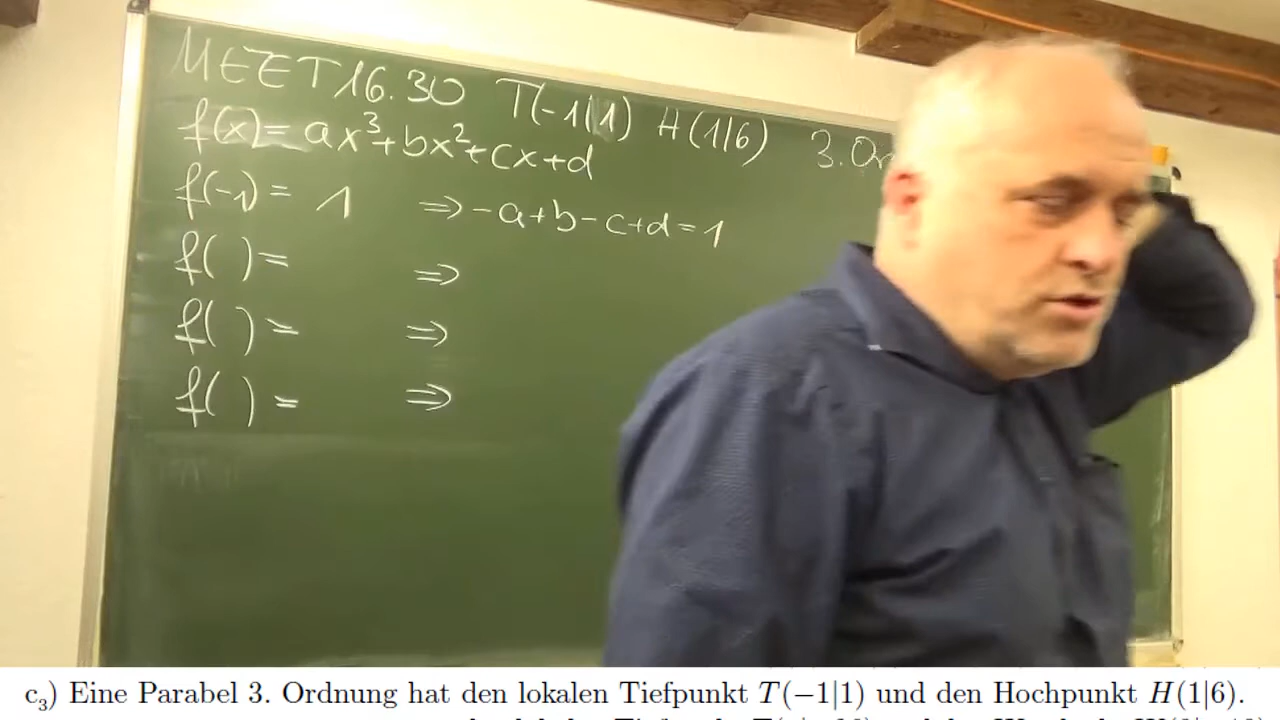 MEET 16.30 T(-1|1) H(1|6) 3. Or
f(x)= ax³+bx²+cx+d
f(-1)= 1 ⇒ -a+b-c+d=1
f( )= ⇒
f( )= ⇒
f( )= ⇒
c₃) Eine Parabel 3. Ordnung hat den lokalen Tiefpunkt T(−1|1) und den Hochpunkt H(1|6).